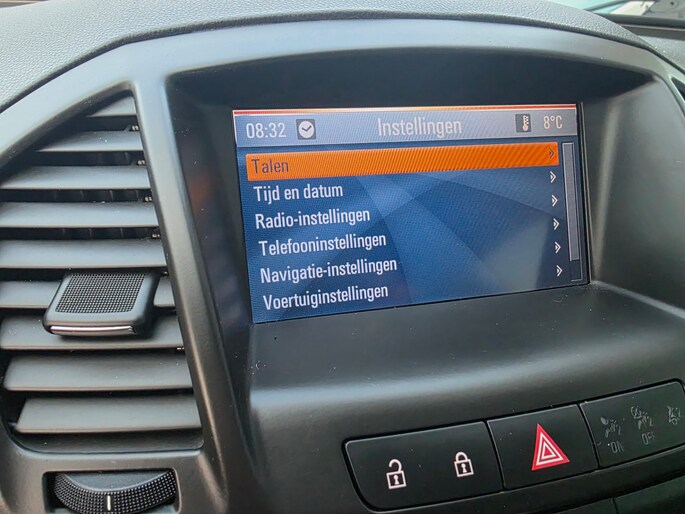 08:32 Instellingen 8°C
Talen
Tijd en datum
Radio-instellingen
Telefooninstellingen
Navigatie-instellingen
Voertuiginstellingen
ON OFF